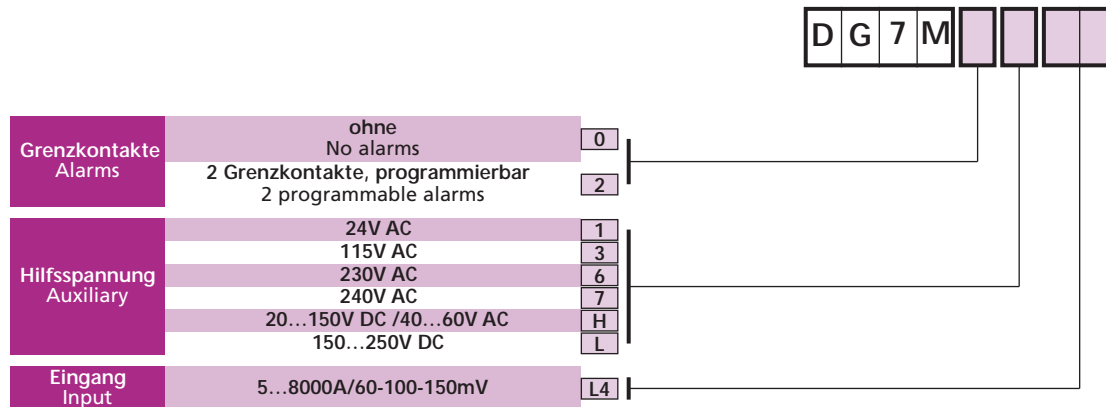 D G 7 M
Grenzkontakte
Alarms
ohne
No alarms
0
2 Grenzkontakte, programmierbar
2 programmable alarms
2
Hilfsspannung
Auxiliary
24V AC
1
115V AC
3
230V AC
6
240V AC
7
20...150V DC /40...60V AC
H
150...250V DC
L
Eingang
Input
5...8000A/60-100-150mV
L4